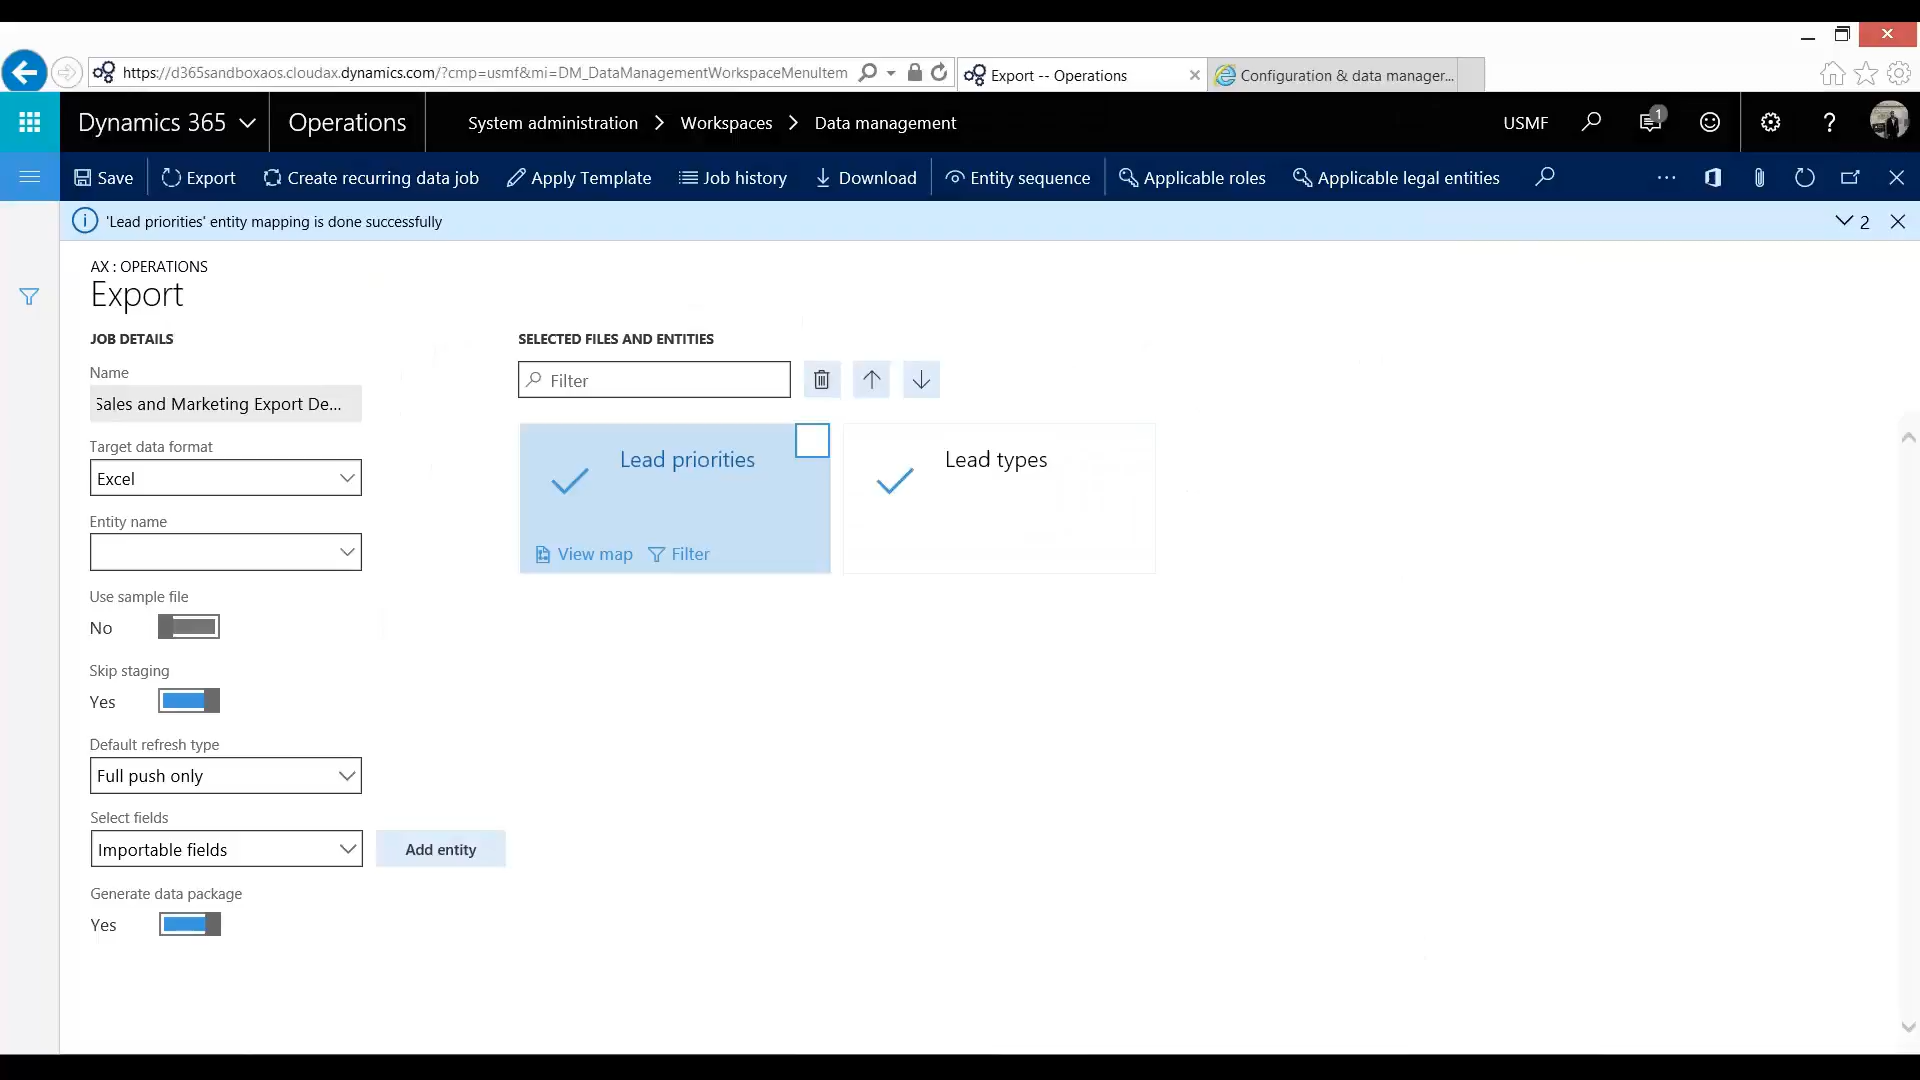 https://d365sandboxaos.cloudax.dynamics.com/?cmp=usmf&mi=DM_DataManagementWorkspaceMenuItem
Export -- Operations
Configuration & data manager...
Dynamics 365
Operations
System administration
Workspaces
Data management
USMF
1
?
Save
Export
Create recurring data job
Apply Template
Job history
Download
Entity sequence
Applicable roles
Applicable legal entities
...
'Lead priorities' entity mapping is done successfully
2
AX : OPERATIONS
Export
JOB DETAILS
Name
Sales and Marketing Export De...
Target data format
Excel
Entity name
Use sample file
No
Skip staging
Yes
Default refresh type
Full push only
Select fields
Importable fields
Add entity
Generate data package
Yes
SELECTED FILES AND ENTITIES
Filter
Lead priorities
View map
Filter
Lead types